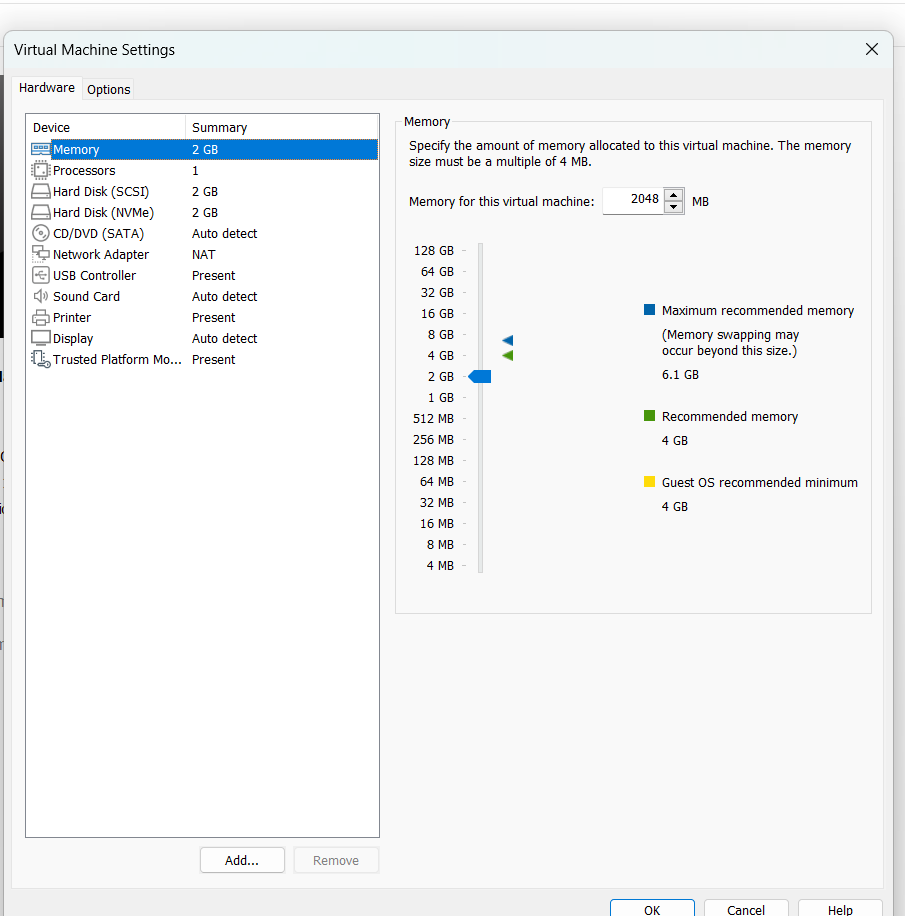 Virtual Machine Settings
Hardware Options
Device Summary
Memory 2 GB
Processors 1
Hard Disk (SCSI) 2 GB
Hard Disk (NVMe) 2 GB
CD/DVD (SATA) Auto detect
Network Adapter NAT
USB Controller Present
Sound Card Auto detect
Printer Present
Display Auto detect
Trusted Platform Mo... Present
Add... Remove
Memory
Specify the amount of memory allocated to this virtual machine. The memory
size must be a multiple of 4 MB.
Memory for this virtual machine: 2048 MB
128 GB
64 GB
32 GB
16 GB
8 GB
4 GB
2 GB
1 GB
512 MB
256 MB
128 MB
64 MB
32 MB
16 MB
8 MB
4 MB
Maximum recommended memory
(Memory swapping may
occur beyond this size.)
6.1 GB
Recommended memory
4 GB
Guest OS recommended minimum
4 GB
OK Cancel Help